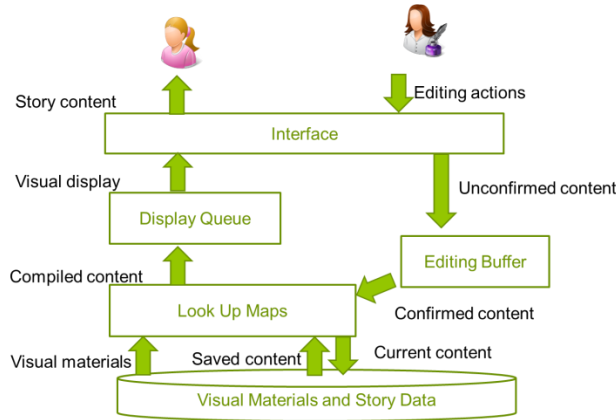 Story content
Editing actions
Interface
Visual display
Unconfirmed content
Display Queue
Editing Buffer
Compiled content
Look Up Maps
Confirmed content
Visual materials
Saved content
Current content
Visual Materials and Story Data